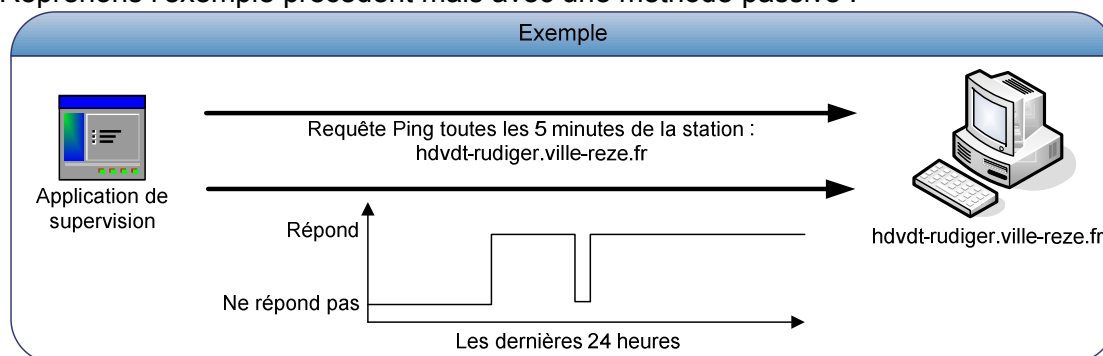 Reprenons l'exemple précédent mais avec une méthode passive :
Exemple
Requête Ping toutes les 5 minutes de la station :
hdvdt-rudiger.ville-reze.fr
Application de
supervision
hdvdt-rudiger.ville-reze.fr
Répond
Ne répond pas
Les dernières 24 heures